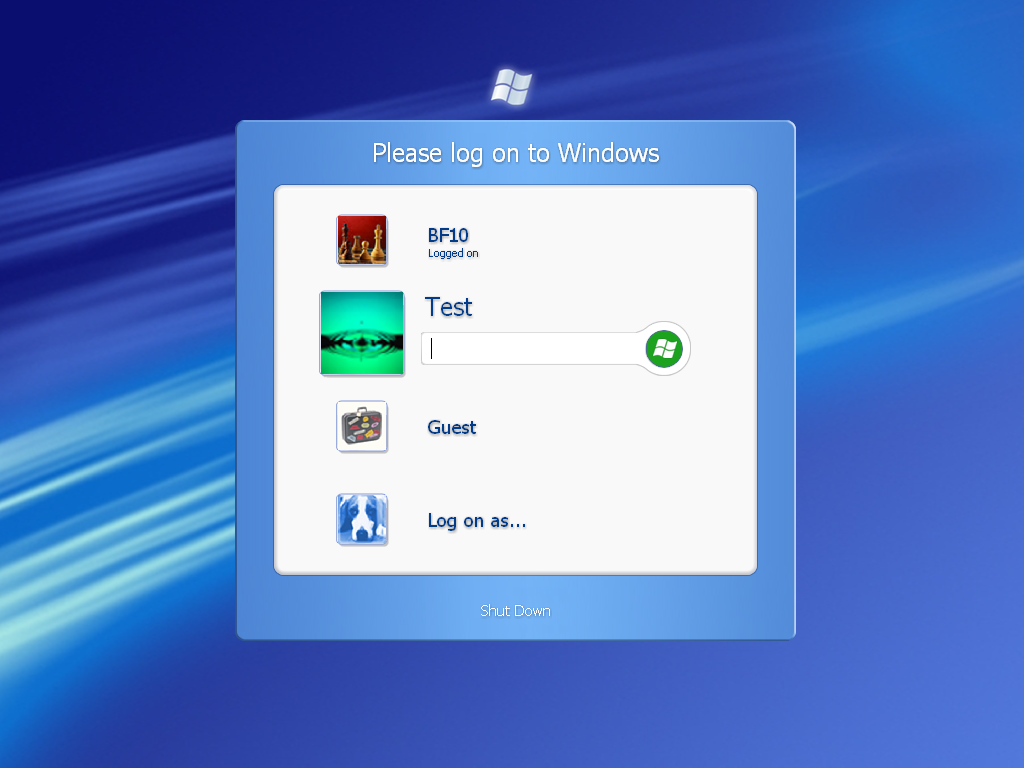 Please log on to Windows
BF10
Logged on
Test
Guest
Log on as...
Shut Down